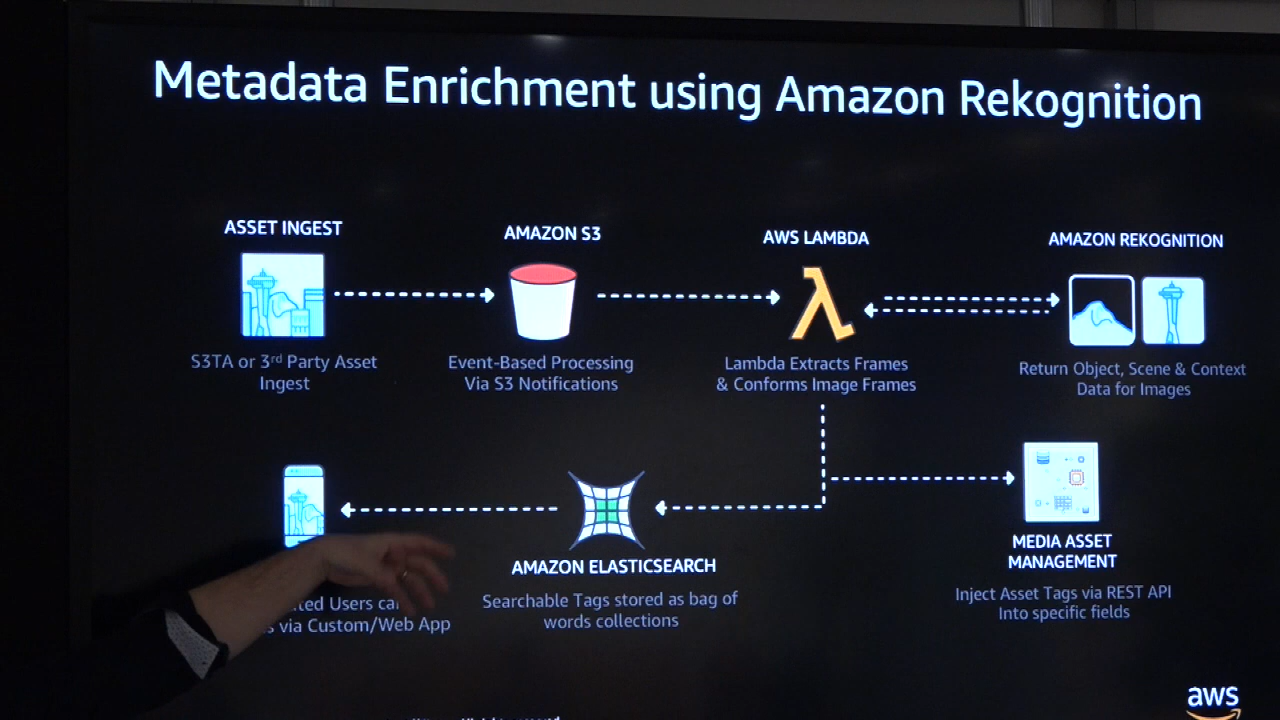 Metadata Enrichment using Amazon Rekognition
ASSET INGEST
S3TA or 3rd Party Asset
Ingest
AMAZON S3
Event-Based Processing
Via S3 Notifications
AWS LAMBDA
Lambda Extracts Frames
& Conforms Image Frames
AMAZON REKOGNITION
Return Object, Scene & Context
Data for Images
Users
via Custom/Web App
AMAZON ELASTICSEARCH
Searchable Tags stored as bag of
words collections
MEDIA ASSET
MANAGEMENT
Inject Asset Tags via REST API
Into specific fields
aws